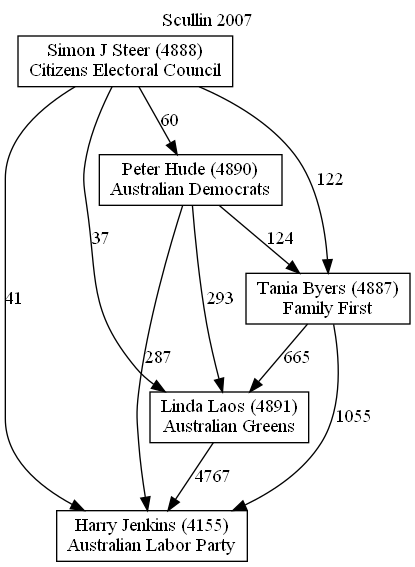 Scullin 2007
Simon J Steer (4888)
Citizens Electoral Council
60
Peter Hude (4890)
Australian Democrats
122
37
124
Tania Byers (4887)
Family First
41
293
287
665
Linda Laos (4891)
Australian Greens
1055
4767
Harry Jenkins (4155)
Australian Labor Party